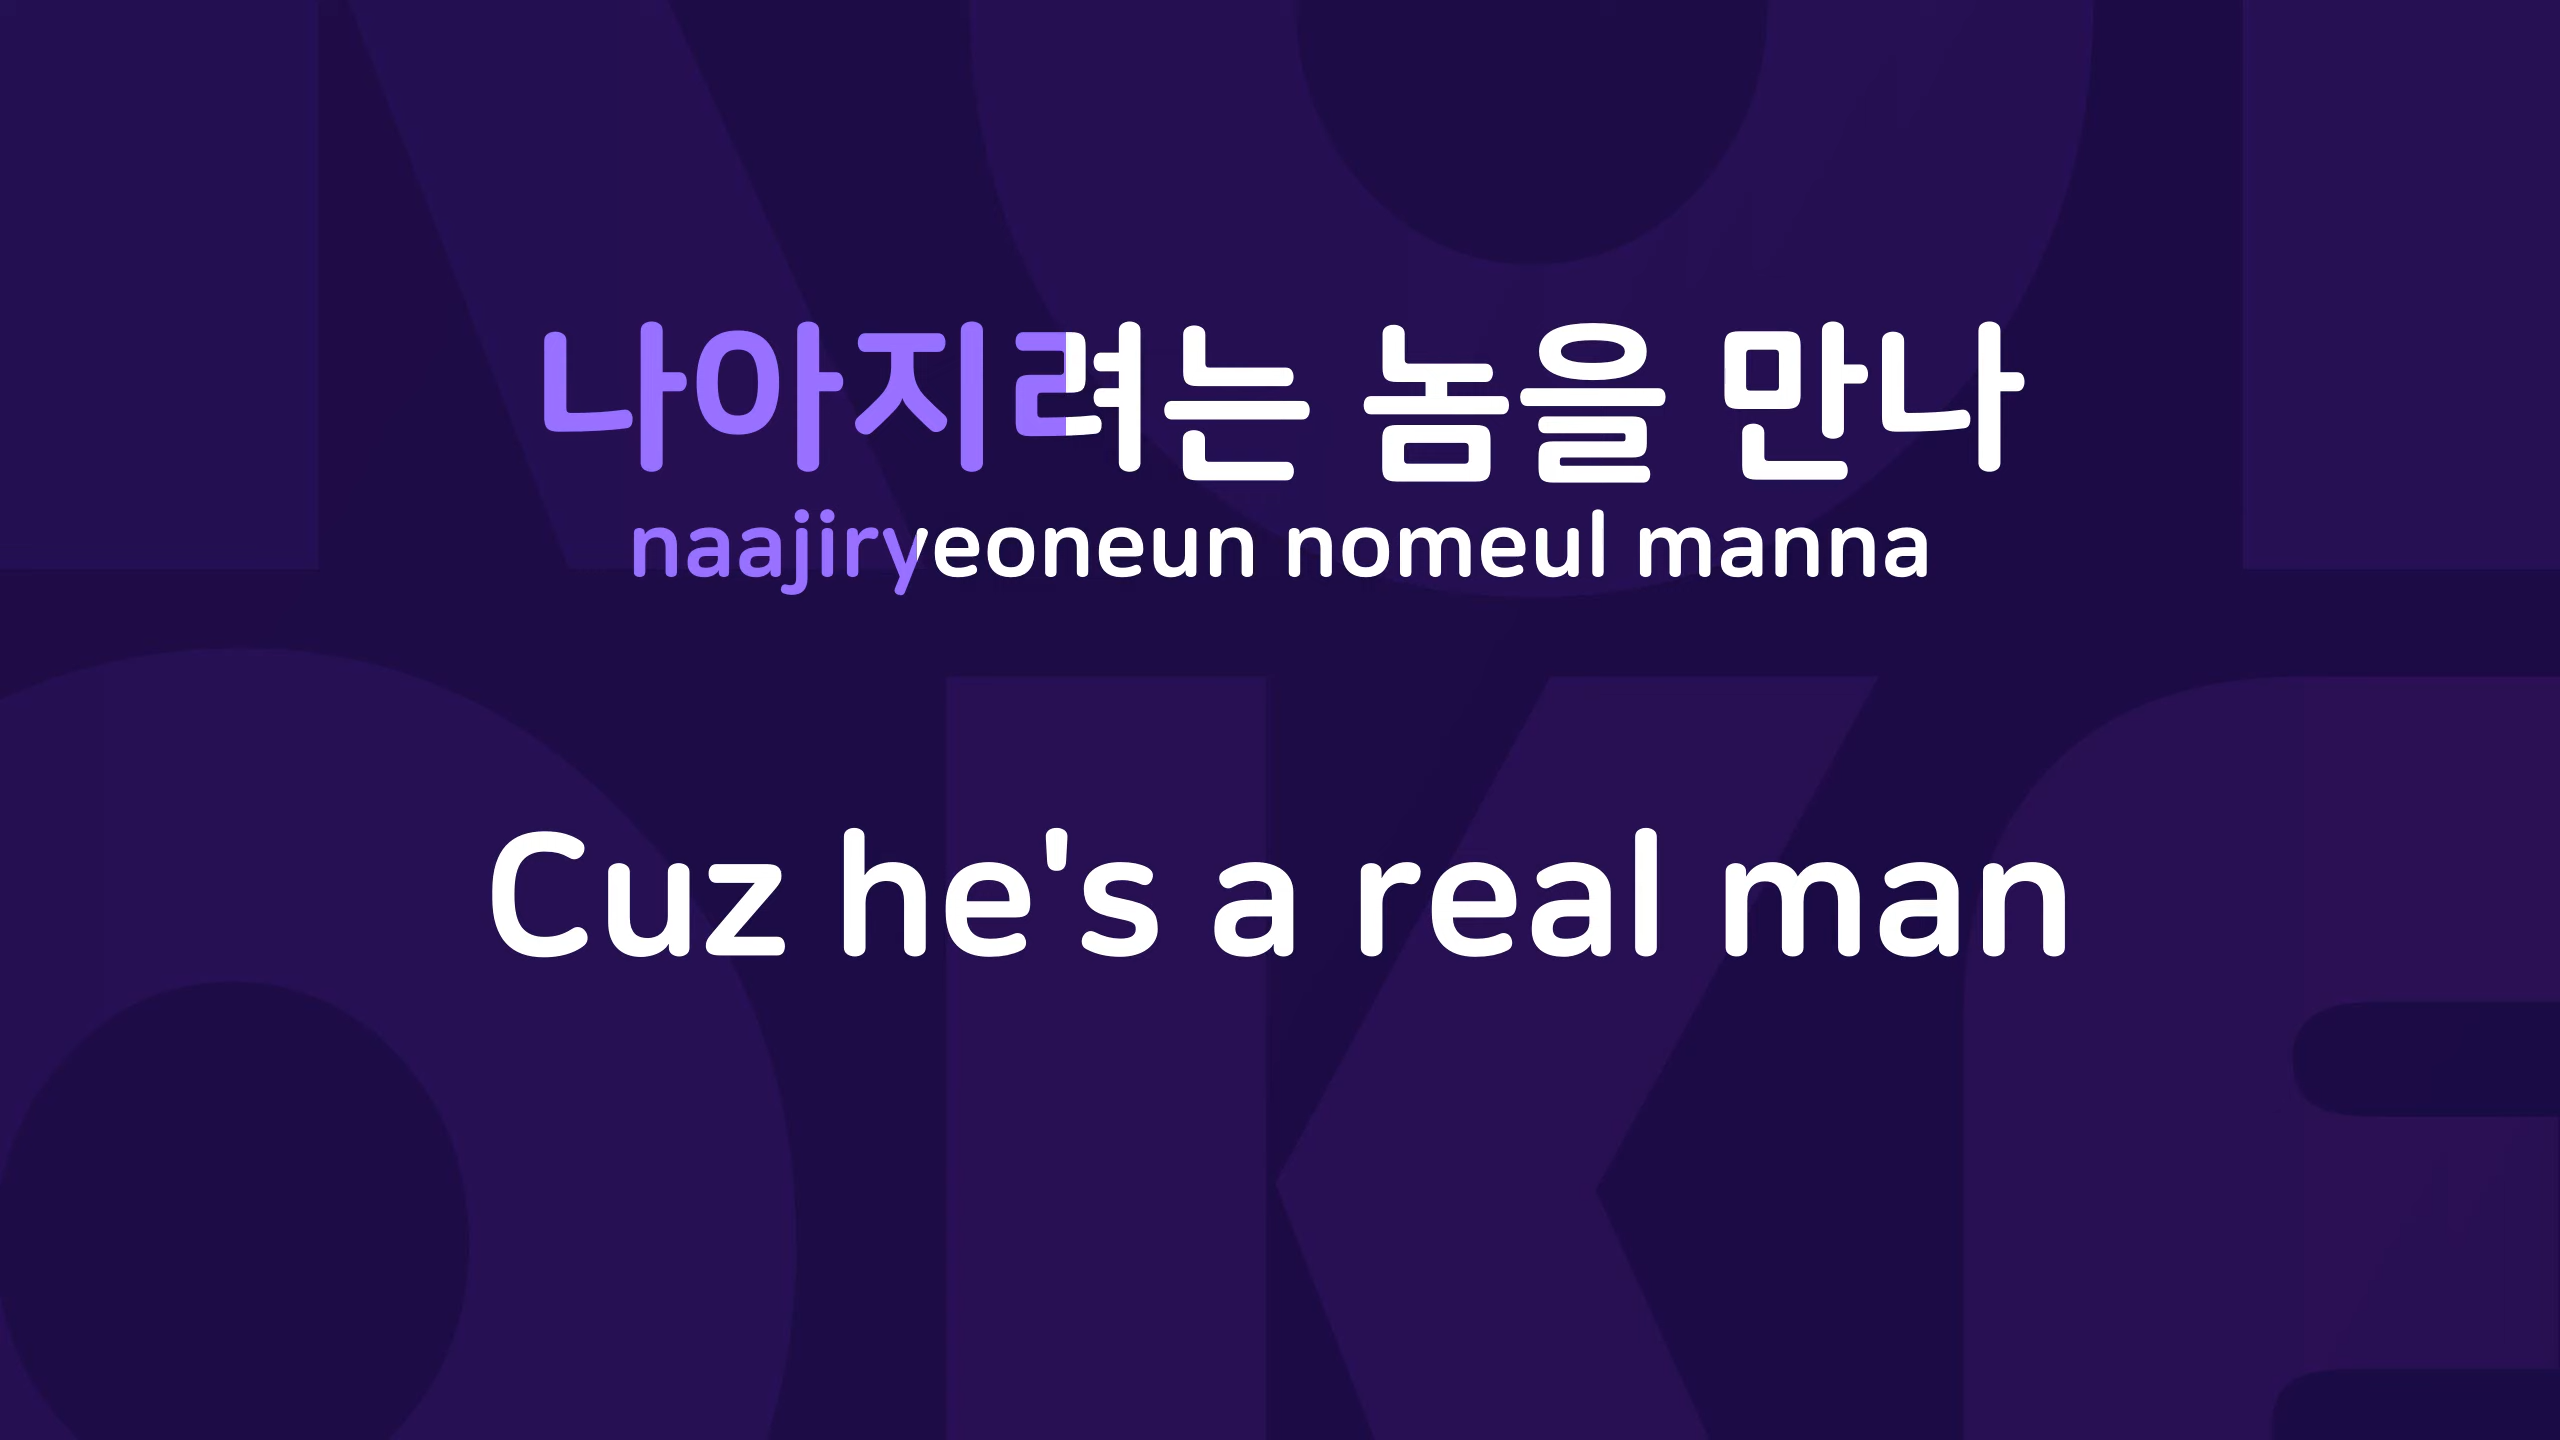 나아지려는 놈을 만나
naajiryeoneun nomeul manna
Cuz he's a real man